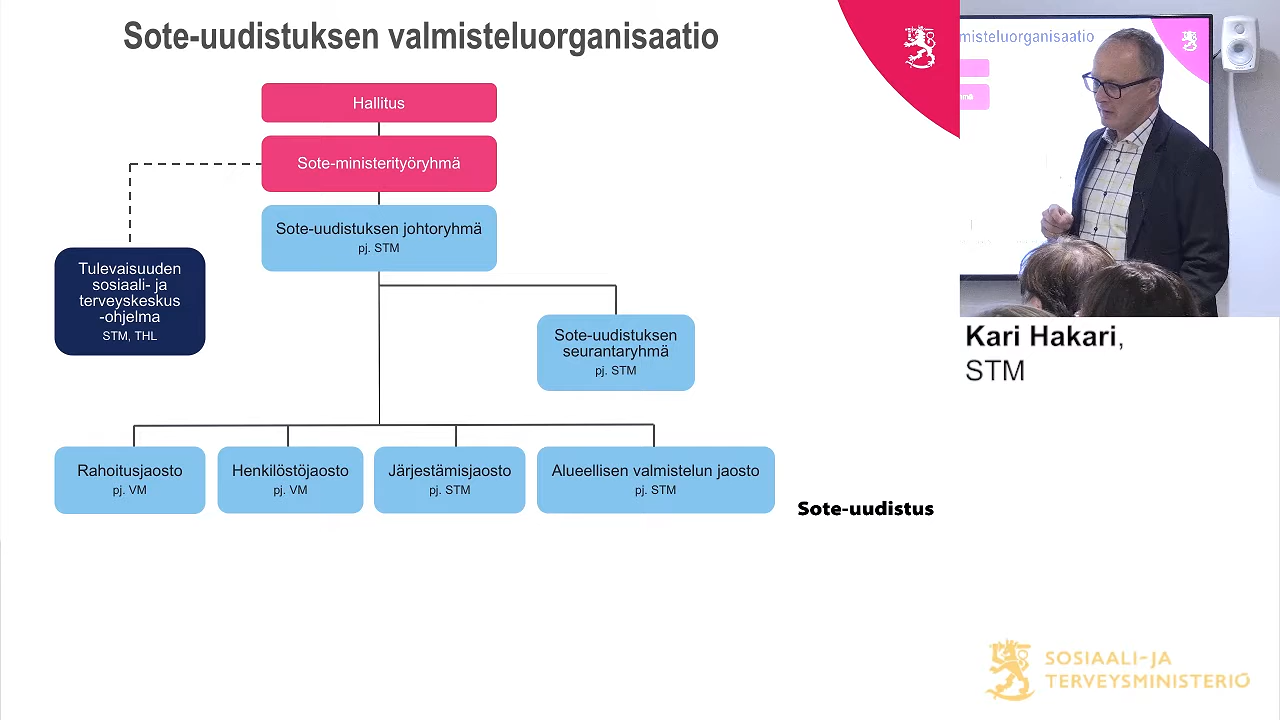 Sote-uudistuksen valmisteluorganisaatio
Hallitus
Sote-ministerityöryhmä
Sote-uudistuksen johtoryhmä
pj. STM
Tulevaisuuden
sosiaali- ja
terveyskeskus
-ohjelma
STM, THL
Sote-uudistuksen
seurantaryhmä
pj. STM
Rahoitusjaosto
pj. VM
Henkilöstöjaosto
pj. VM
Järjestämisjaosto
pj. STM
Alueellisen valmistelun jaosto
pj. STM
Sote-uudistus
misteluorganisaatio
mä
Kari Hakari,
STM
SOSIAALI-JA
TERVEYSMINISTERIÖ